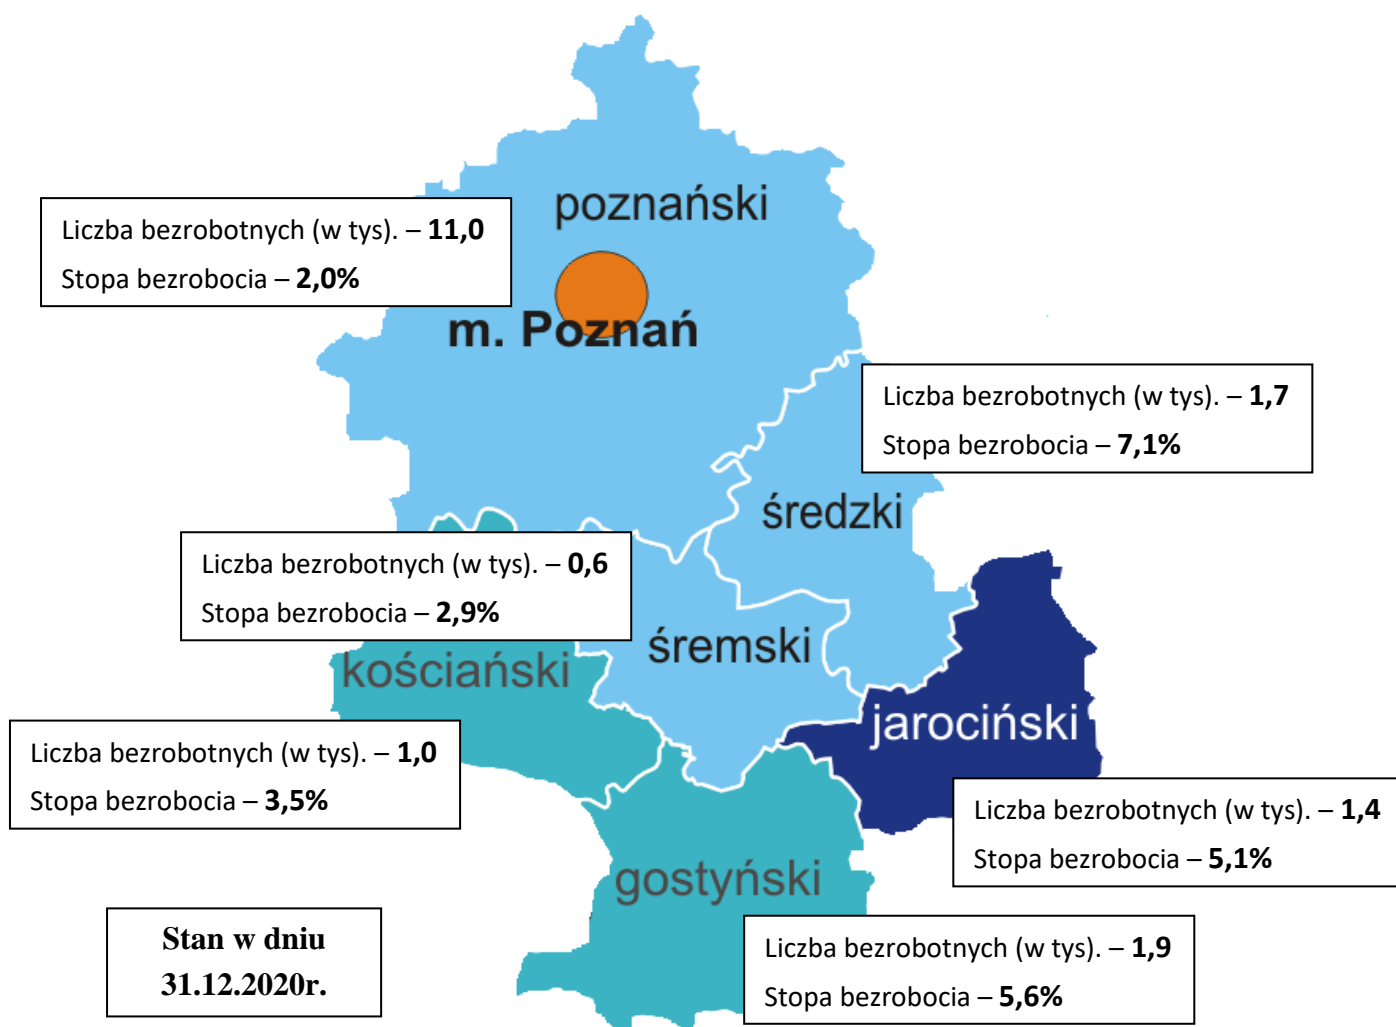 poznański
Liczba bezrobotnych (w tys). – 11,0
Stopa bezrobocia – 2,0%
m. Poznań
Liczba bezrobotnych (w tys). – 1,7
Stopa bezrobocia – 7,1%
średzki
Liczba bezrobotnych (w tys). – 0,6
Stopa bezrobocia – 2,9%
śremski
kościański
jarociński
Liczba bezrobotnych (w tys). – 1,0
Stopa bezrobocia – 3,5%
Liczba bezrobotnych (w tys). – 1,4
Stopa bezrobocia – 5,1%
gostyński
Stan w dniu
31.12.2020r.
Liczba bezrobotnych (w tys). – 1,9
Stopa bezrobocia – 5,6%